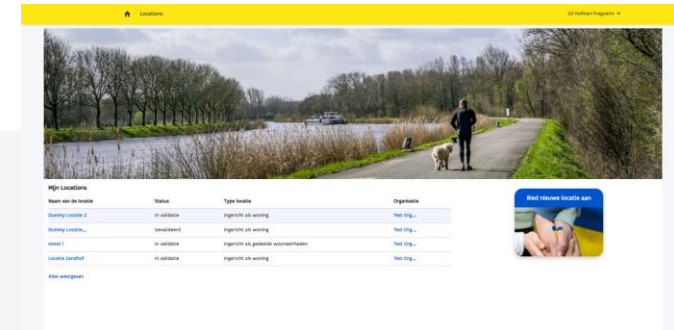 Locations
Gil Hofman Fragueiro
Mijn Locations
Naam van de locatie Status Type locatie Organisatie
Dummy Locatie 2 In validatie Ingericht als woning Test Org...
Dummy Locatie... Gevalideerd Ingericht als woning Test Org...
Hotel 1 In validatie Ingericht als gedeelde wooneenheden Test Org...
Locatie Zandhof In validatie Ingericht als woning Test Org...
Alles weergeven
Bied nieuwe locatie aan